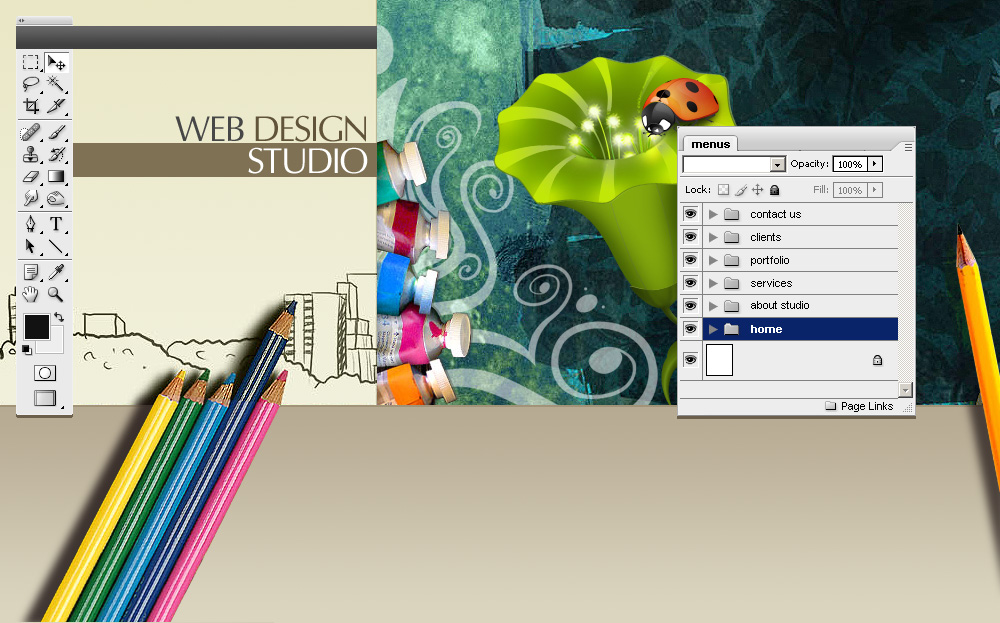 WEB DESIGN
STUDIO
menus
Opacity: 100%
Lock: Fill: 100%
contact us
clients
portfolio
services
about studio
home
Page Links